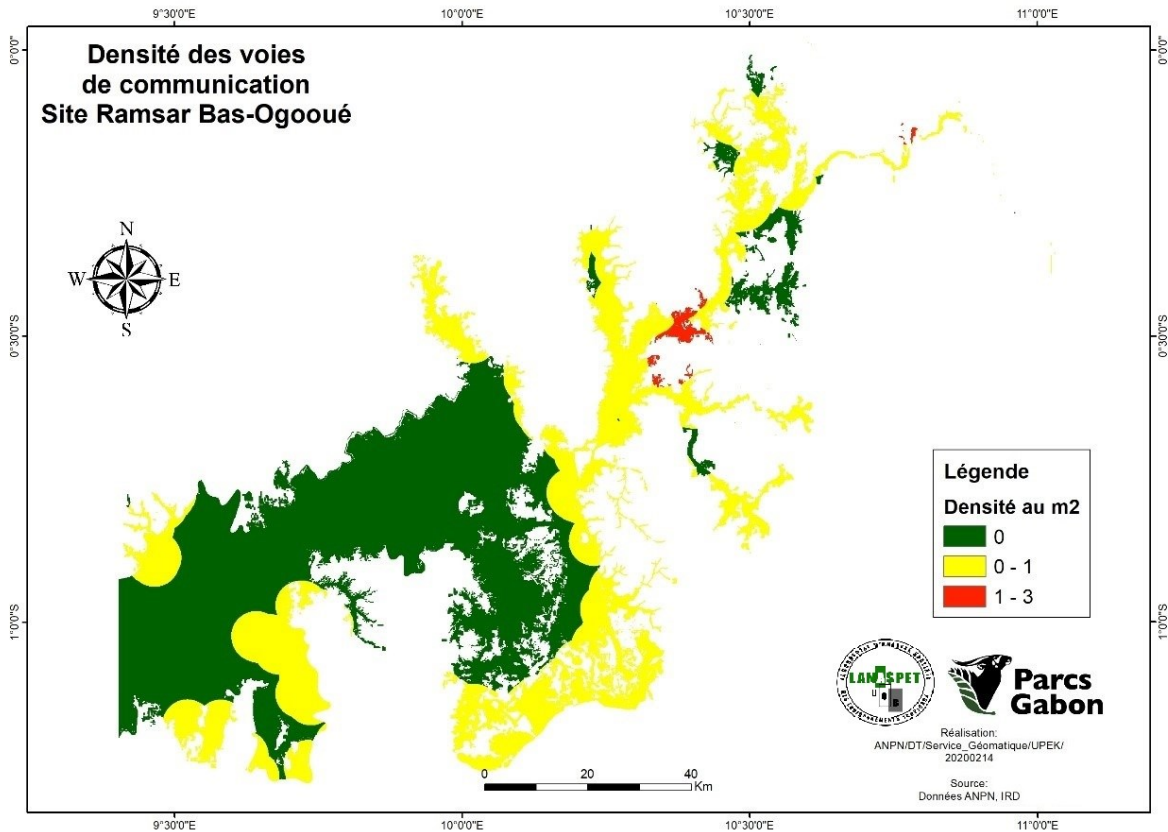 9°30'0"E
10°0'0"E
10°30'0"E
11°0'0"E
Densité des voies
de communication
Site Ramsar Bas-Ogooué
0°0'0"
0°0'0"
N
W
E
S
0°30'0"S
0°30'0"S
1°0'0"S
1°0'0"S
Légende
Densité au m2
0
0 - 1
1 - 3
LANASPET
Parcs
Gabon
Réalisation:
ANPN/DT/Service_Géomatique/UPEK/
20200214
Source:
Données ANPN, IRD
0
20
40
Km
9°30'0"E
10°0'0"E
10°30'0"E
11°0'0"E